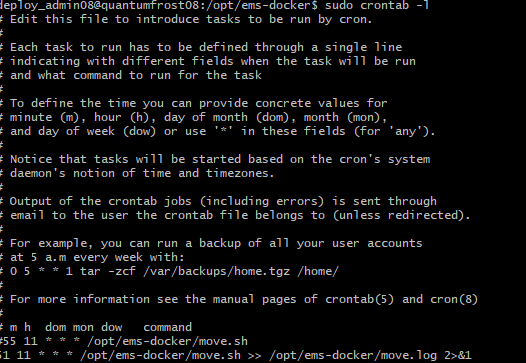 deploy_admin08@quantumfrost08:/opt/ems-docker$ sudo crontab -l
# Edit this file to introduce tasks to be run by cron.
#
# Each task to run has to be defined through a single line
# indicating with different fields when the task will be run
# and what command to run for the task
#
# To define the time you can provide concrete values for
# minute (m), hour (h), day of month (dom), month (mon),
# and day of week (dow) or use '*' in these fields (for 'any').
#
# Notice that tasks will be started based on the cron's system
# daemon's notion of time and timezones.
#
# Output of the crontab jobs (including errors) is sent through
# email to the user the crontab file belongs to (unless redirected).
#
# For example, you can run a backup of all your user accounts
# at 5 a.m every week with:
# 0 5 * * 1 tar -zcf /var/backups/home.tgz /home/
#
# For more information see the manual pages of crontab(5) and cron(8)
#
# m h  dom mon dow   command
#55 11 * * * /opt/ems-docker/move.sh
51 11 * * * /opt/ems-docker/move.sh >> /opt/ems-docker/move.log 2>&1